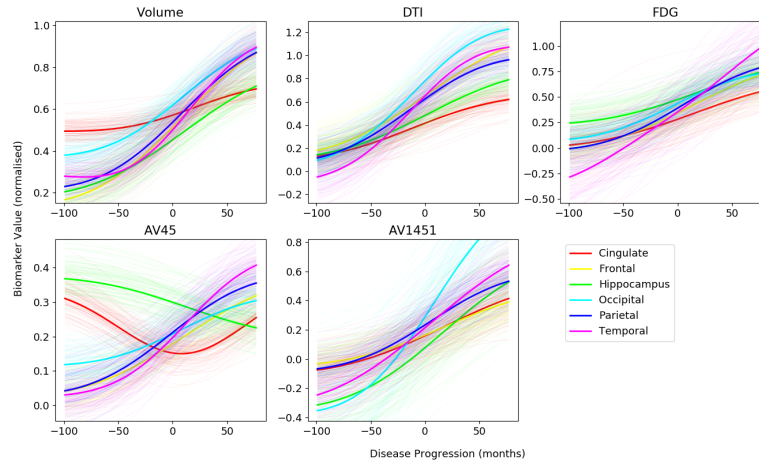 Volume
DTI
FDG
1.0
0.8
0.6
0.4
0.2
1.2
1.0
0.8
0.6
0.4
0.2
0.0
−0.2
1.00
0.75
0.50
0.25
0.00
−0.25
−0.50
−100 −50 0 50
−100 −50 0 50
−100 −50 0 50
Biomarker Value (normalised)
AV45
AV1451
0.4
0.3
0.2
0.1
0.0
0.8
0.6
0.4
0.2
0.0
−0.2
−0.4
−100 −50 0 50
−100 −50 0 50
Cingulate
Frontal
Hippocampus
Occipital
Parietal
Temporal
Disease Progression (months)